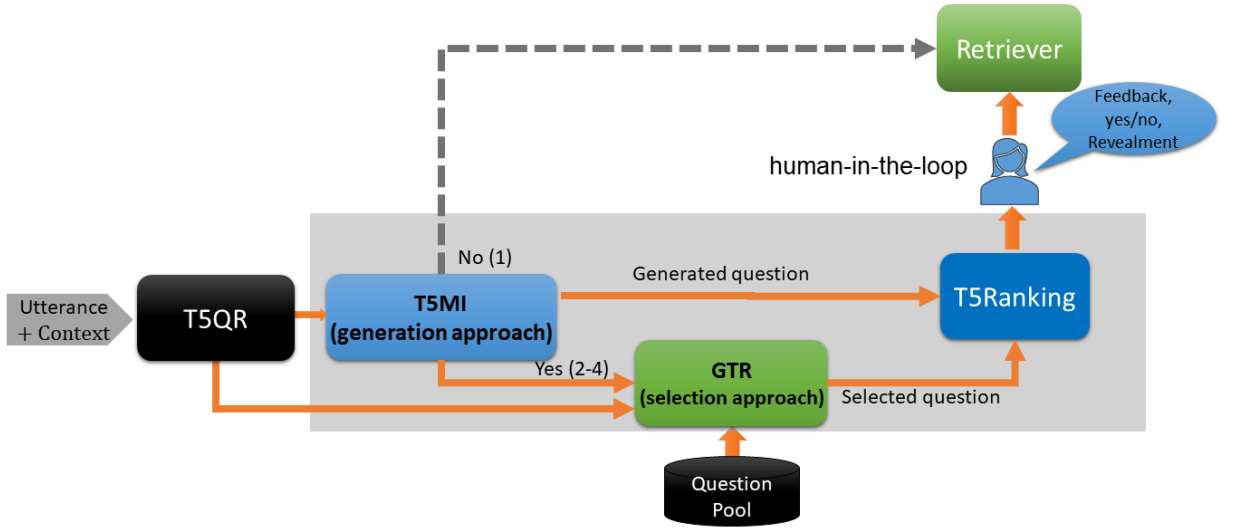 Retriever
Feedback,
yes/no,
Revealment
human-in-the-loop
No (1)
Generated question
Utterance
+ Context
T5QR
T5MI
(generation approach)
T5Ranking
Yes (2-4)
GTR
(selection approach)
Selected question
Question
Pool